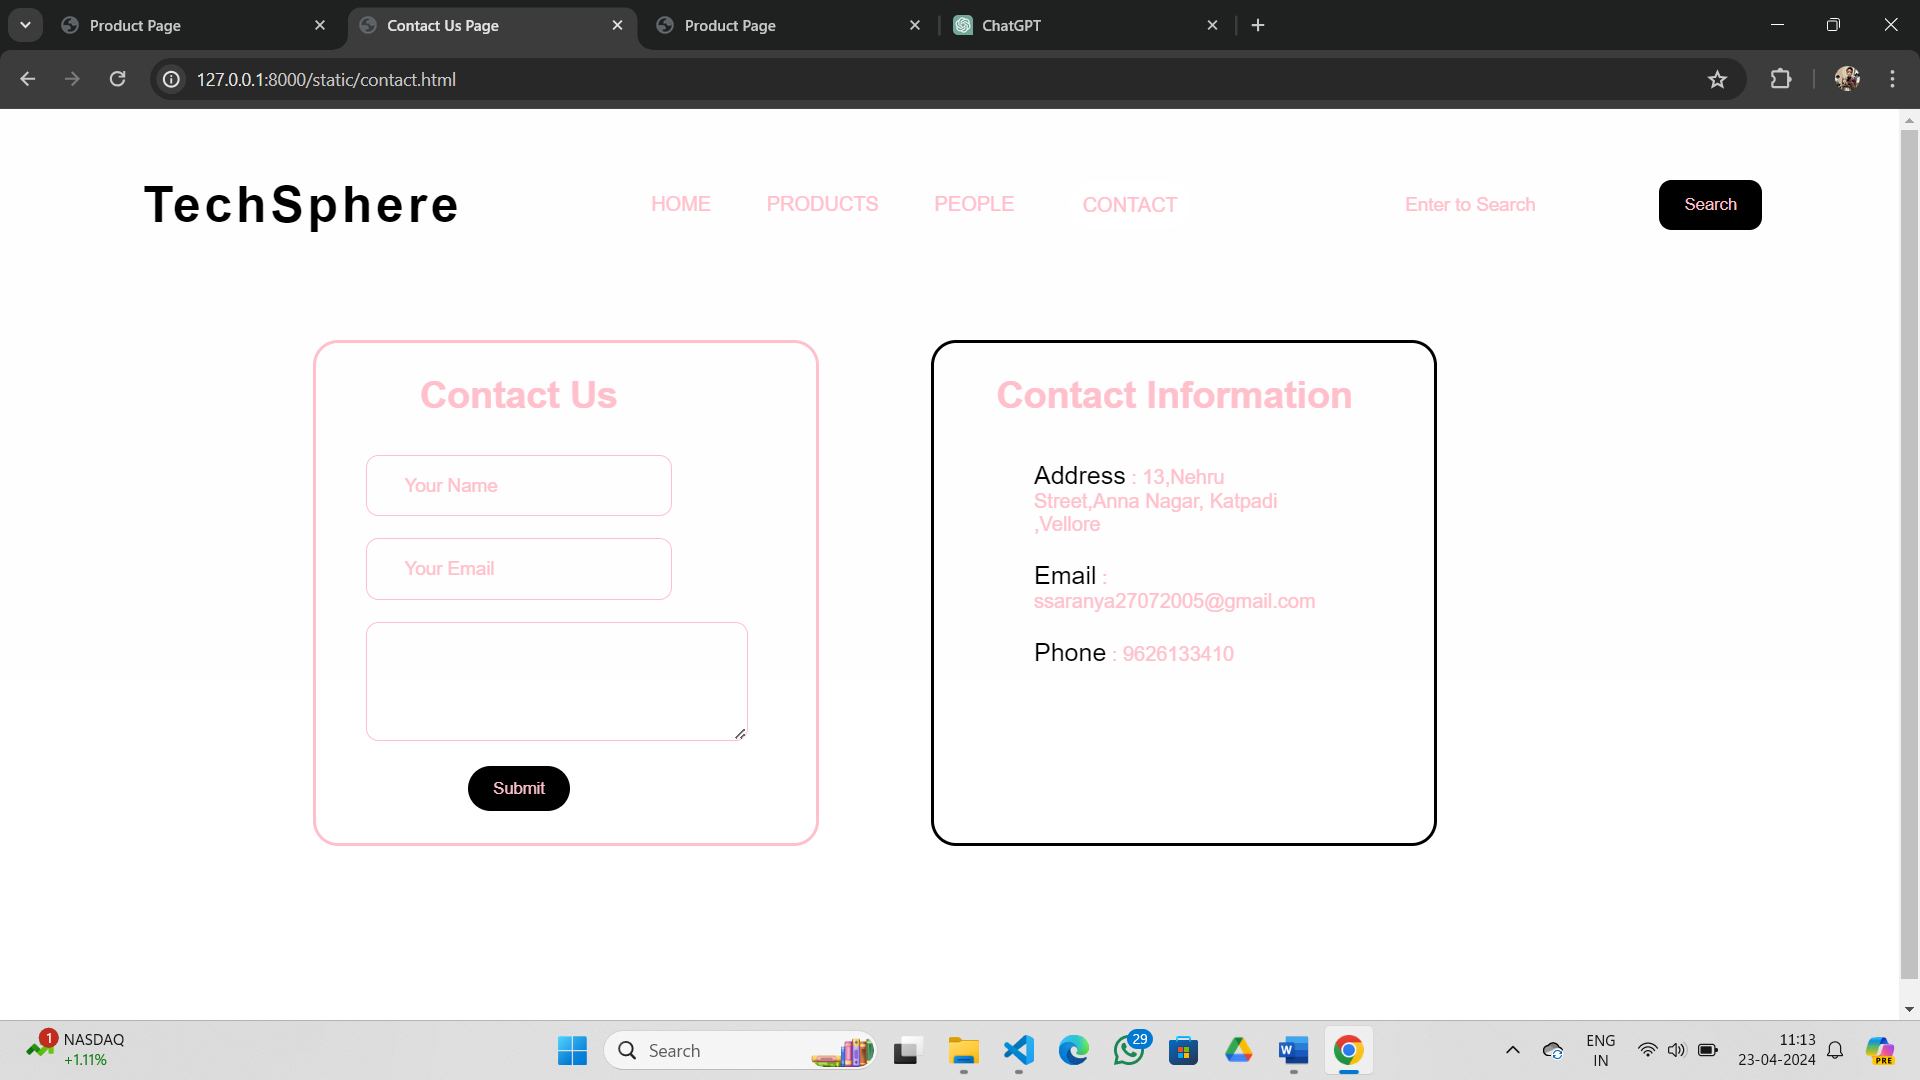 Product Page
Contact Us Page
Product Page
ChatGPT
127.0.0.1:8000/static/contact.html
TechSphere
HOME
PRODUCTS
PEOPLE
CONTACT
Enter to Search
Search
Contact Us
Your Name
Your Email
Submit
Contact Information
Address : 13,Nehru
Street,Anna Nagar, Katpadi
,Vellore
Email :
ssaranya27072005@gmail.com
Phone : 9626133410
1
NASDAQ
+1.11%
Search
29
W
PRE
ENG
IN
11:13
23-04-2024